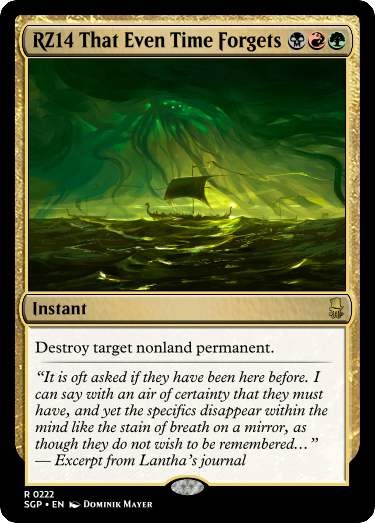 RZ14 That Even Time Forgets
Instant
Destroy target nonland permanent.
“It is oft asked if they have been here before. I
can say with an air of certainty that they must
have, and yet the specifics disappear within the
mind like the stain of breath on a mirror, as
though they do not wish to be remembered…”
— Excerpt from Lantha’s journal
R 0222
SGP • EN Dominik Mayer